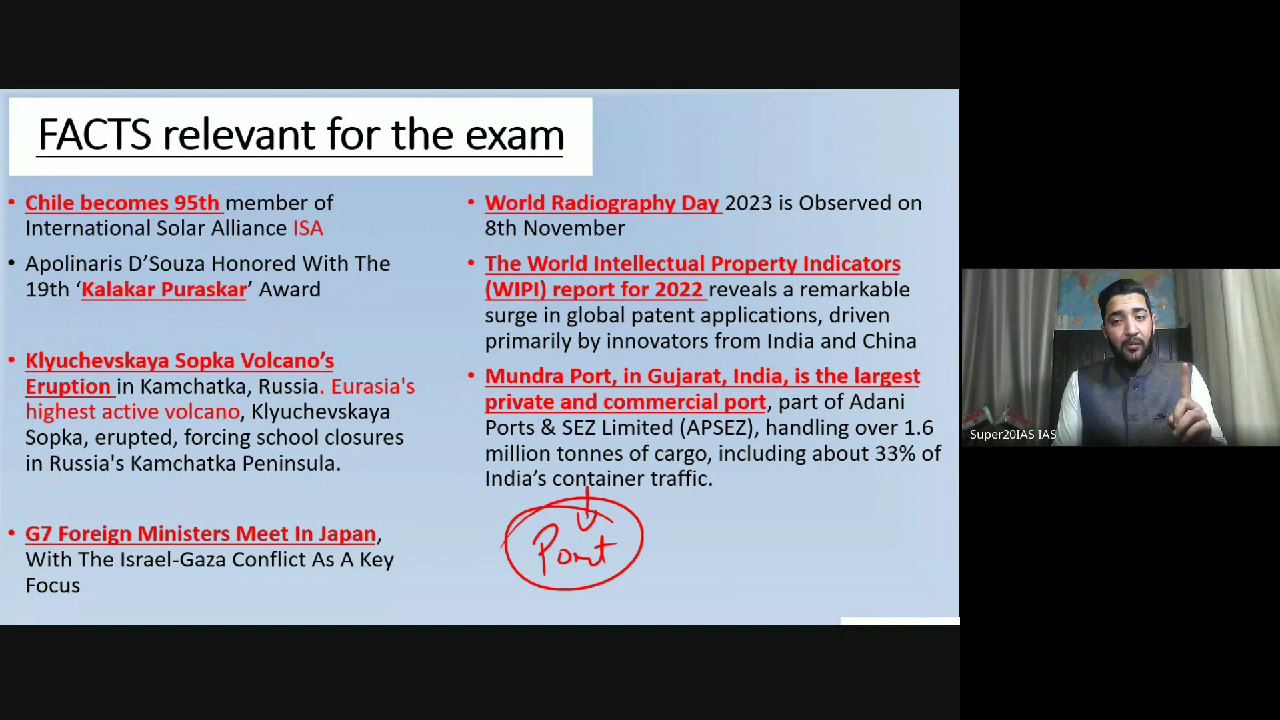 FACTS relevant for the exam
• Chile becomes 95th member of
International Solar Alliance ISA
• Apolinaris D’Souza Honored With The
19th ‘Kalakar Puraskar’ Award
• Klyuchevskaya Sopka Volcano’s
Eruption in Kamchatka, Russia. Eurasia's
highest active volcano, Klyuchevskaya
Sopka, erupted, forcing school closures
in Russia's Kamchatka Peninsula.
• G7 Foreign Ministers Meet In Japan,
With The Israel-Gaza Conflict As A Key
Focus
• World Radiography Day 2023 is Observed on
8th November
• The World Intellectual Property Indicators
(WIPI) report for 2022 reveals a remarkable
surge in global patent applications, driven
primarily by innovators from India and China
• Mundra Port, in Gujarat, India, is the largest
private and commercial port, part of Adani
Ports & SEZ Limited (APSEZ), handling over 1.6
million tonnes of cargo, including about 33% of
India’s container traffic.
Port
Super20IAS IAS